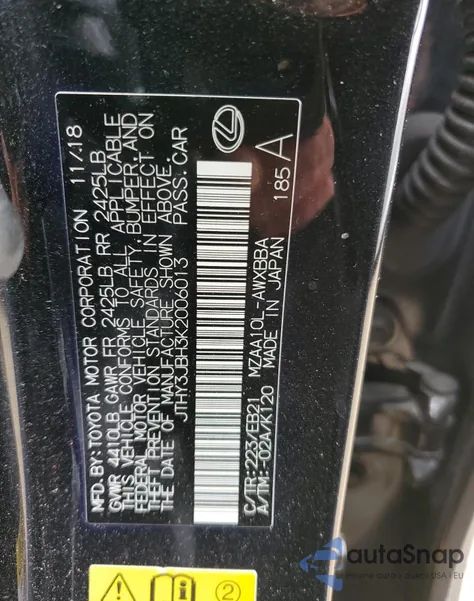 MFD.BY:TOYOTA MOTOR CORPORATION 11/18
GVWR 4410LB GAWR FR 2425LB RR 2425LB
THIS VEHICLE CONFORMS TO ALL APPLICABLE
FEDERAL MOTOR VEHICLE SAFETY, BUMPER, AND
THEFT PREVENTION STANDARDS IN EFFECT ON
THE DATE OF MANUFACTURE SHOWN ABOVE.
JTHY3JBH3K2006013 PASS.CAR
C/TR:223/EB21 MZAA10L-AWXBBA
A/TM:-02A/K120 MADE IN JAPAN
185 A
2
autoSnap